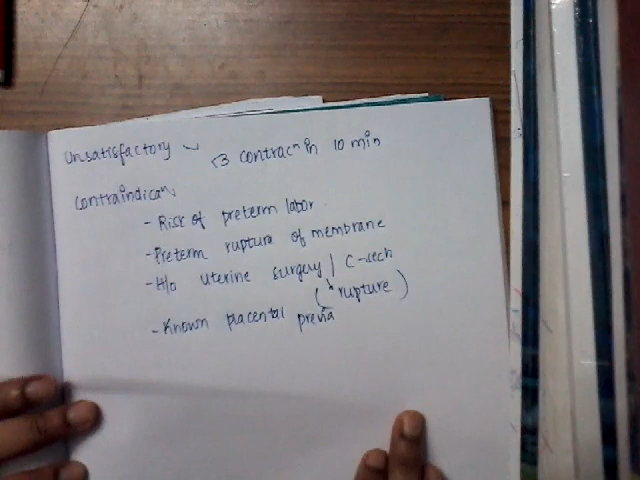 Unsatisfactory ~ <3 contracn in 10 min
Contraindican~
- Risk of preterm labor
- Preterm rupture of membrane
- H/o uterine surgery / C-sech
( rupture )
- Known placental previa